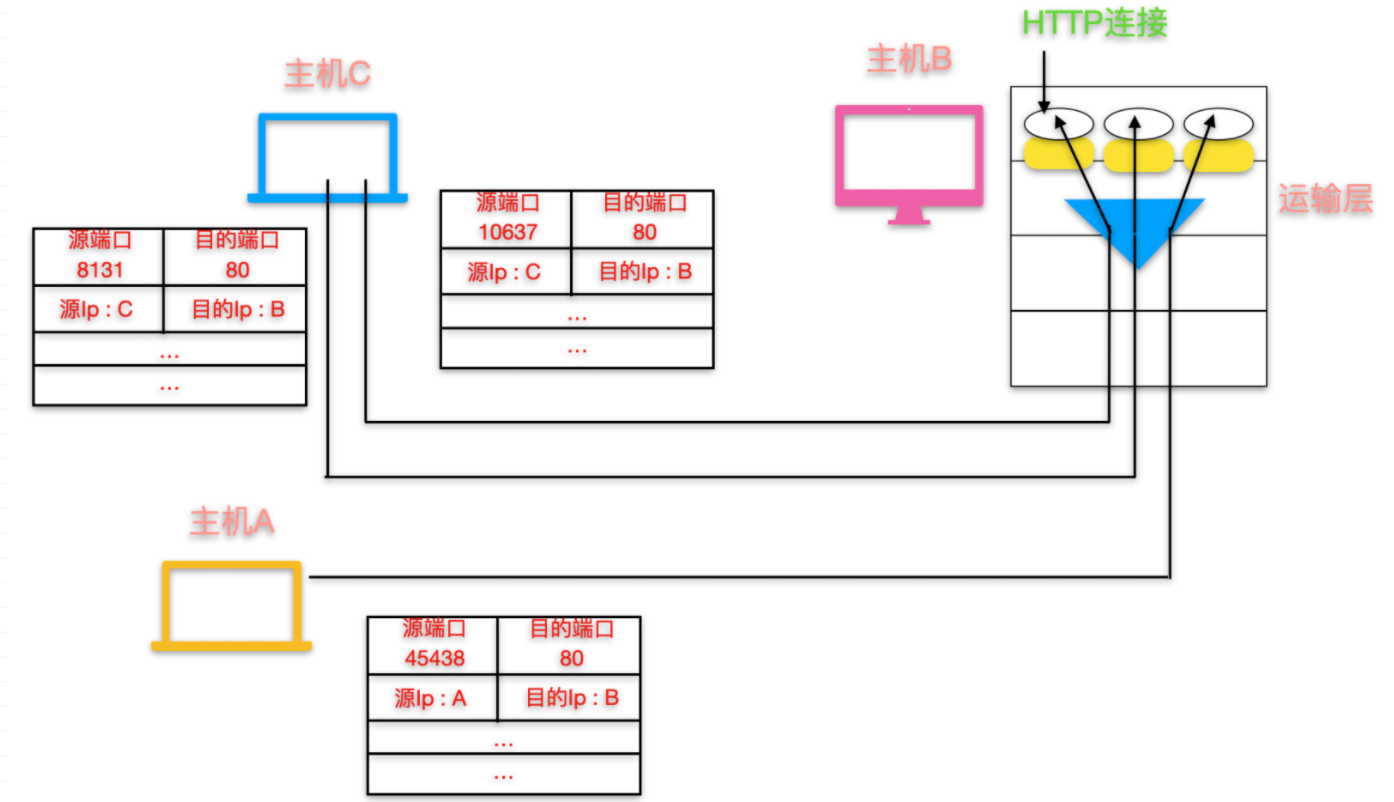 HTTP连接
主机C
主机B
运输层
源端口
10637
目的端口
80
源Ip : C
目的Ip : B
...
...
源端口
8131
目的端口
80
源Ip : C
目的Ip : B
...
...
主机A
源端口
45438
目的端口
80
源Ip : A
目的Ip : B
...
...